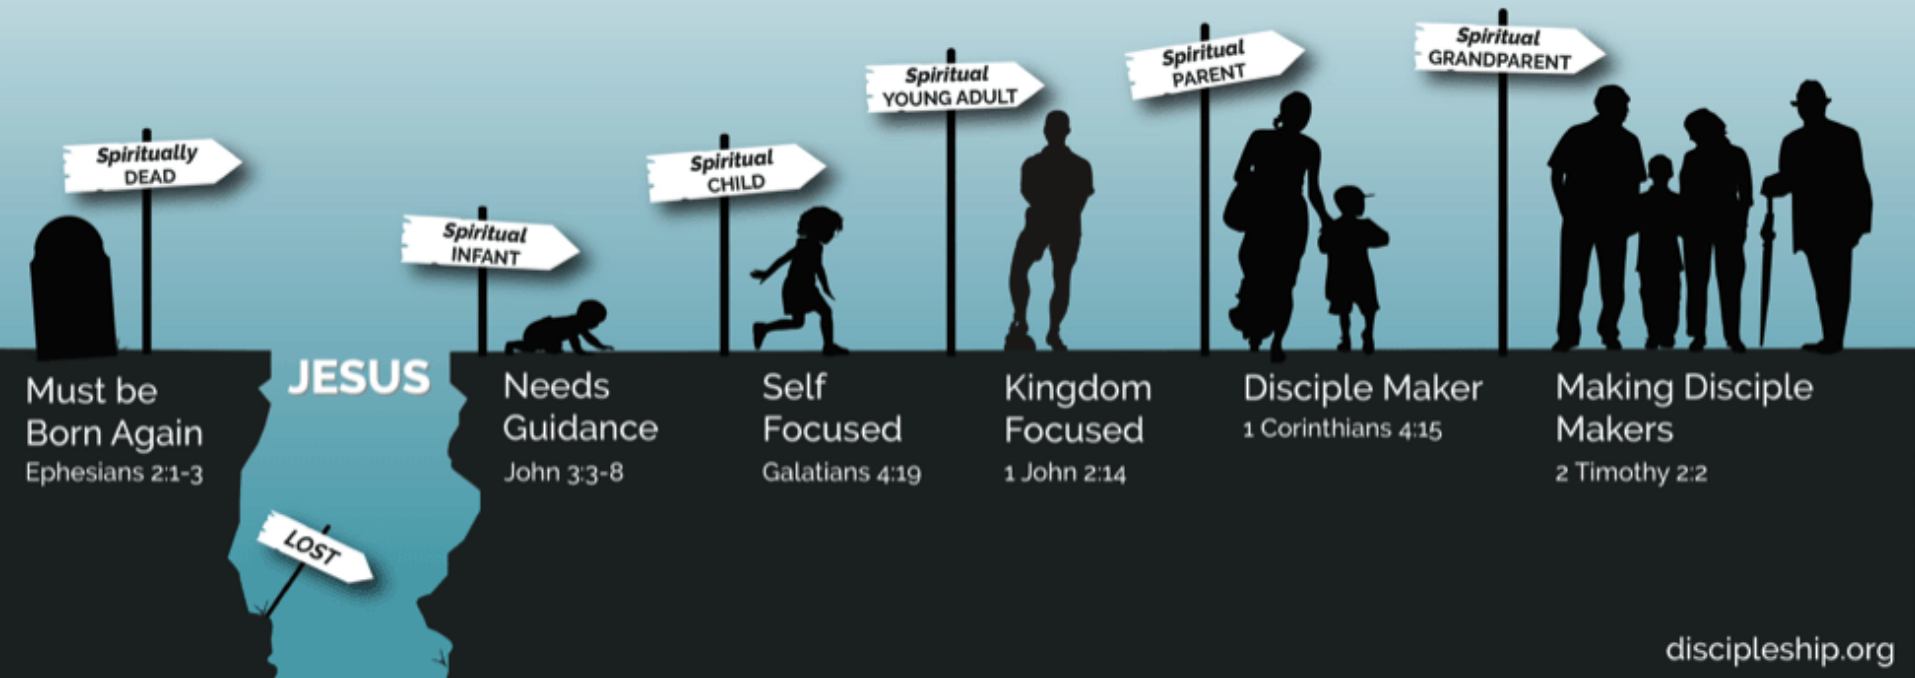 Spiritually
DEAD
Must be
Born Again
Ephesians 2:1-3
JESUS
LOST
Spiritual
INFANT
Needs
Guidance
John 3:3-8
Spiritual
CHILD
Self
Focused
Galatians 4:19
Spiritual
YOUNG ADULT
Kingdom
Focused
1 John 2:14
Spiritual
PARENT
Disciple Maker
1 Corinthians 4:15
Spiritual
GRANDPARENT
Making Disciple
Makers
2 Timothy 2:2
discipleship.org